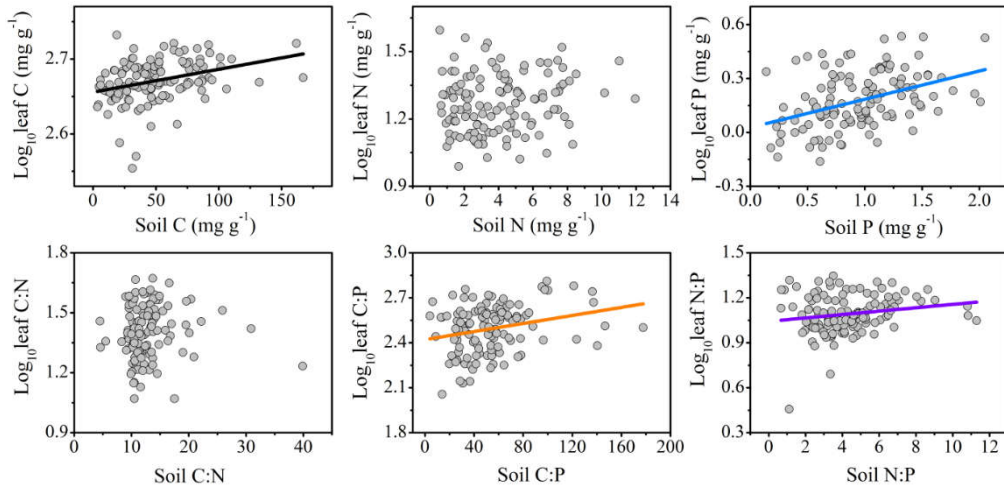 Log₁₀leaf C (mg g⁻¹)
2.7
2.6
0 50 100 150
Soil C (mg g⁻¹)
Log₁₀leaf N (mg g⁻¹)
1.5
1.2
0.9
0 2 4 6 8 10 12 14
Soil N (mg g⁻¹)
Log₁₀leaf P (mg g⁻¹)
0.6
0.3
0.0
-0.3
0.0 0.5 1.0 1.5 2.0
Soil P (mg g⁻¹)
Log₁₀leaf C:N
1.8
1.5
1.2
0.9
0 10 20 30 40
Soil C:N
Log₁₀leaf C:P
3.0
2.7
2.4
2.1
1.8
0 40 80 120 160 200
Soil C:P
Log₁₀leaf N:P
1.5
1.2
0.9
0.6
0.3
0 2 4 6 8 10 12
Soil N:P